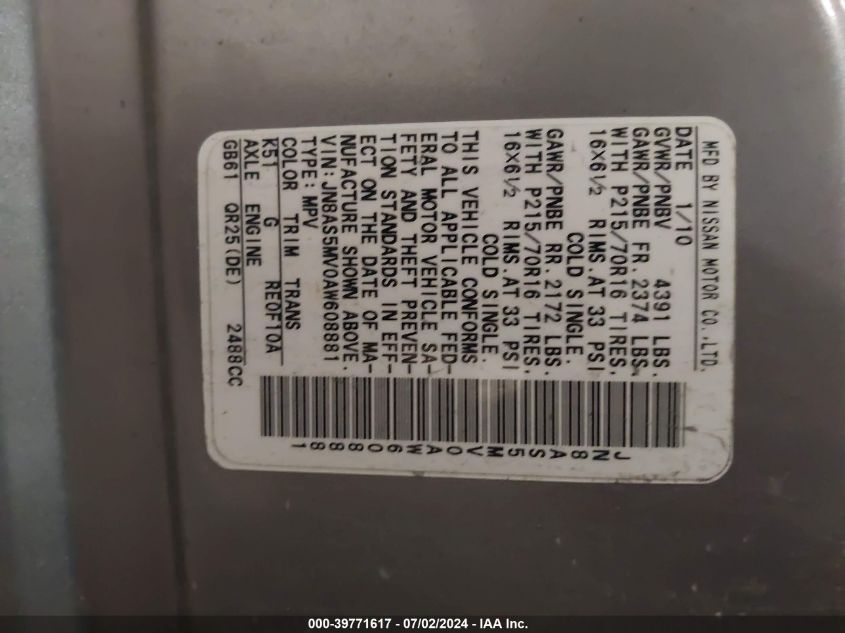 MFD BY NISSAN MOTOR CO.,LTD.
DATE 1/10
GVWR/PNBV 4391 LBS.
GAWR/PNBE FR.2374 LBS.
WITH P215/70R16 TIRES.
16X6½ RIMS.AT 33 PSI
COLD SINGLE.
GAWR/PNBE RR.2172 LBS.
WITH P215/70R16 TIRES.
16X6½ RIMS.AT 33 PSI
COLD SINGLE.
THIS VEHICLE CONFORMS
TO ALL APPLICABLE FED-
ERAL MOTOR VEHICLE SA-
FETY AND THEFT PREVEN-
TION STANDARDS IN EFF-
ECT ON THE DATE OF MA-
NUFACTURE SHOWN ABOVE.
VIN:JN8AS5MV0AW608881
TYPE:MPV
COLOR TRIM TRANS
K51 G RE0F10A
AXLE ENGINE
GB61 QR25(DE) 2488CC
JN8AS5MV0AW608881
000-39771617 - 07/02/2024 - IAA Inc.